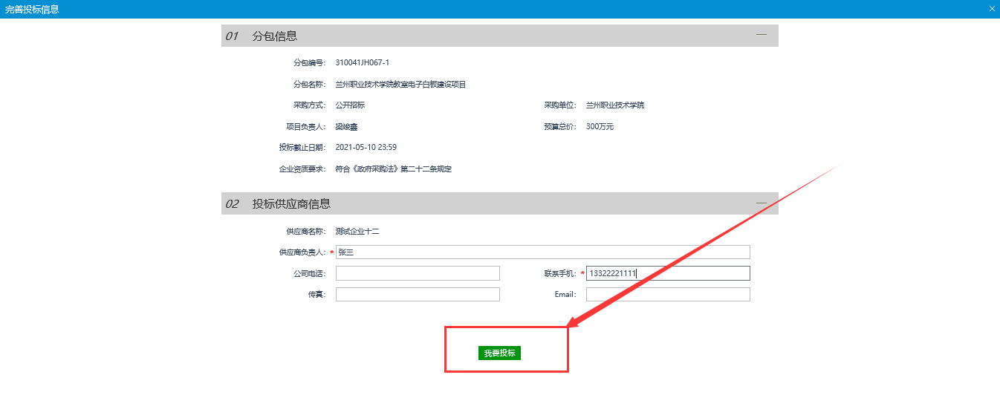 完善投标信息 ×
01 分包信息 —
分包编号： 310041JH067-1
分包名称： 兰州职业技术学院教室电子白板建设项目
采购方式： 公开招标 采购单位： 兰州职业技术学院
项目负责人： 梁竣鑫 预算总价： 300万元
投标截止日期： 2021-05-10 23:59
企业资质要求： 符合《政府采购法》第二十二条规定
02 投标供应商信息 —
供应商名称： 测试企业十二
供应商负责人： * 张三
公司电话： 联系手机： * 13322221111
传真： Email：
我要投标